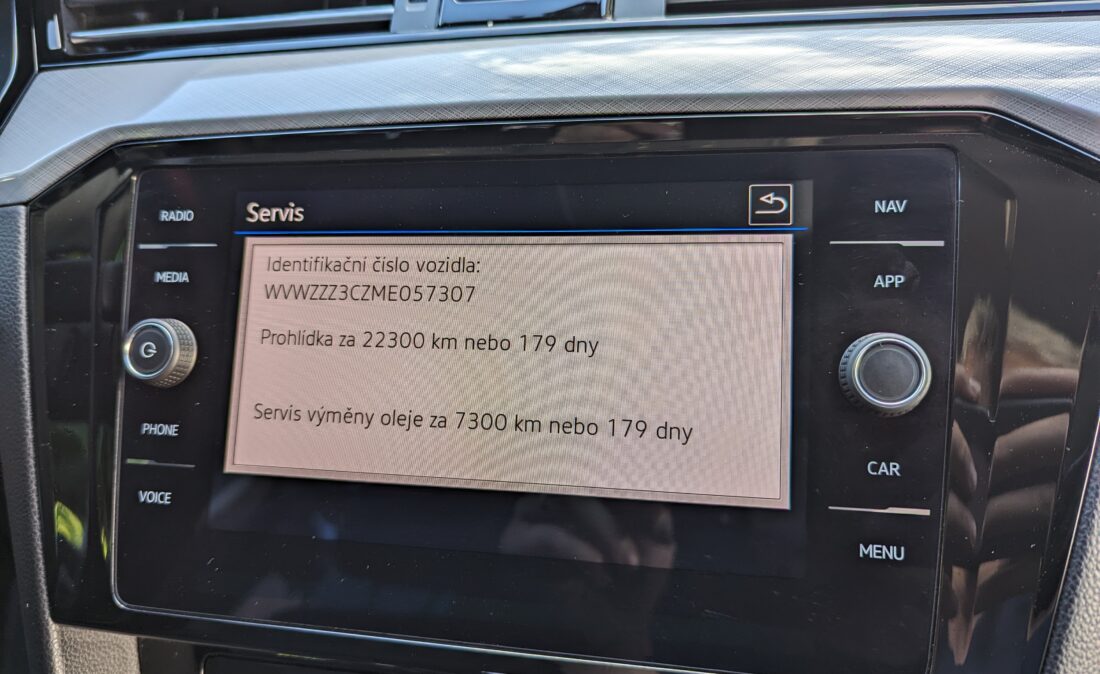 Servis
Identifikační číslo vozidla:
WVWZZZ3CZME057307
Prohlídka za 22300 km nebo 179 dny
Servis výměny oleje za 7300 km nebo 179 dny
RADIO
MEDIA
PHONE
VOICE
NAV
APP
CAR
MENU